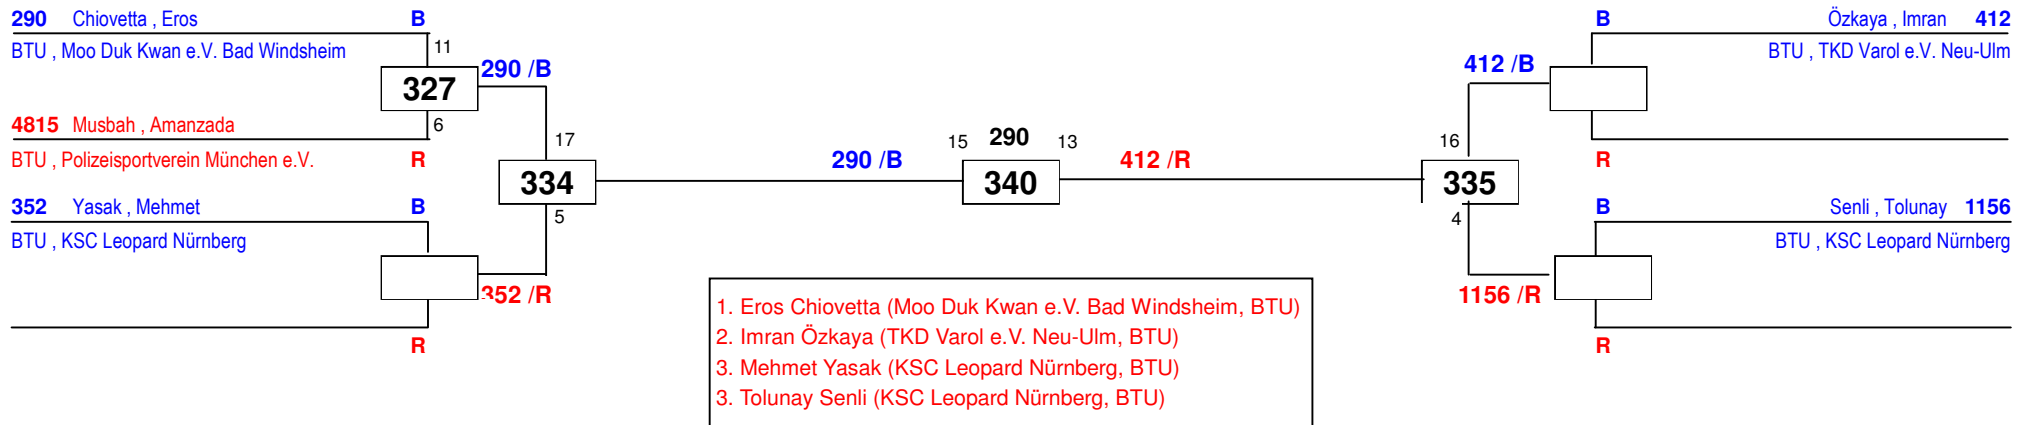 290 Chiovetta , Eros B
BTU , Moo Duk Kwan e.V. Bad Windsheim
11
327
290 /B
6
4815 Musbah , Amanzada
BTU , Polizeisportverein München e.V. R
17
334
5
352 Yasak , Mehmet B
BTU , KSC Leopard Nürnberg
352 /R
R
290 /B
15 290 13
340
412 /R
B Özkaya , Imran 412
BTU , TKD Varol e.V. Neu-Ulm
412 /B
R
16
335
4
B Senli , Tolunay 1156
BTU , KSC Leopard Nürnberg
1156 /R
R
1. Eros Chiovetta (Moo Duk Kwan e.V. Bad Windsheim, BTU)
2. Imran Özkaya (TKD Varol e.V. Neu-Ulm, BTU)
3. Mehmet Yasak (KSC Leopard Nürnberg, BTU)
3. Tolunay Senli (KSC Leopard Nürnberg, BTU)